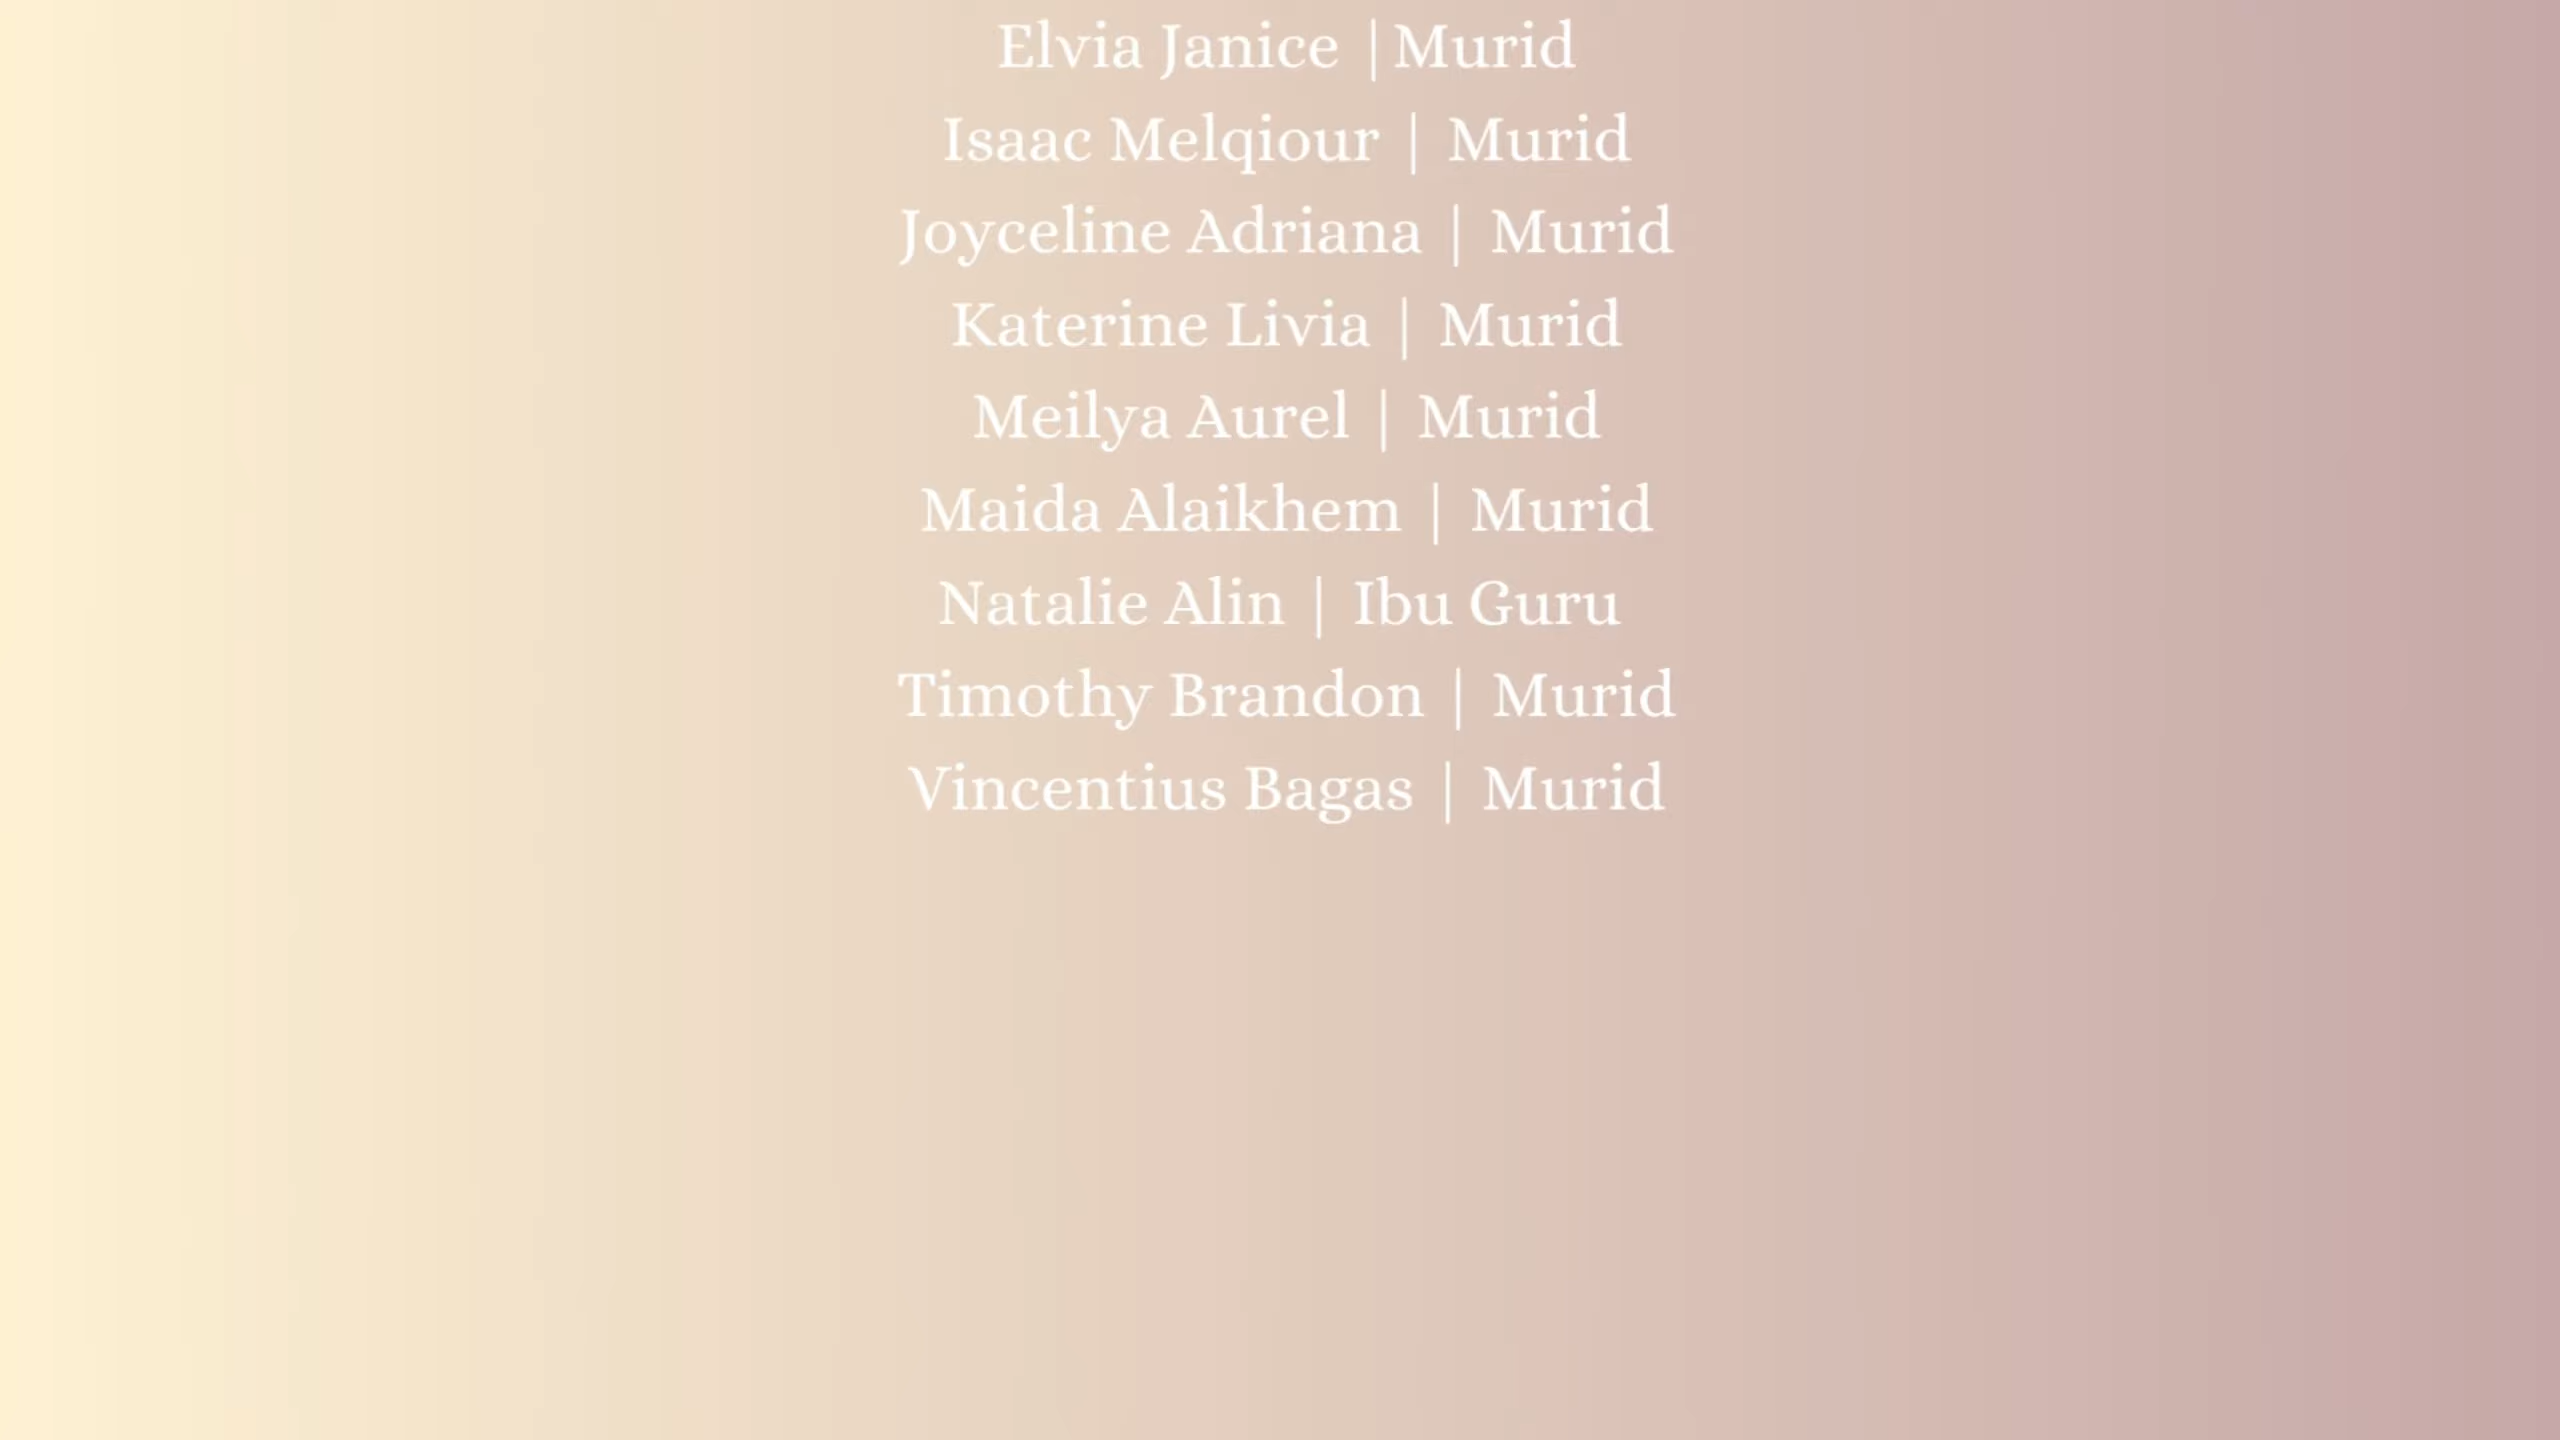 Elvia Janice |Murid
Isaac Melqiour | Murid
Joyceline Adriana | Murid
Katerine Livia | Murid
Meilya Aurel | Murid
Maida Alaikhem | Murid
Natalie Alin | Ibu Guru
Timothy Brandon | Murid
Vincentius Bagas | Murid